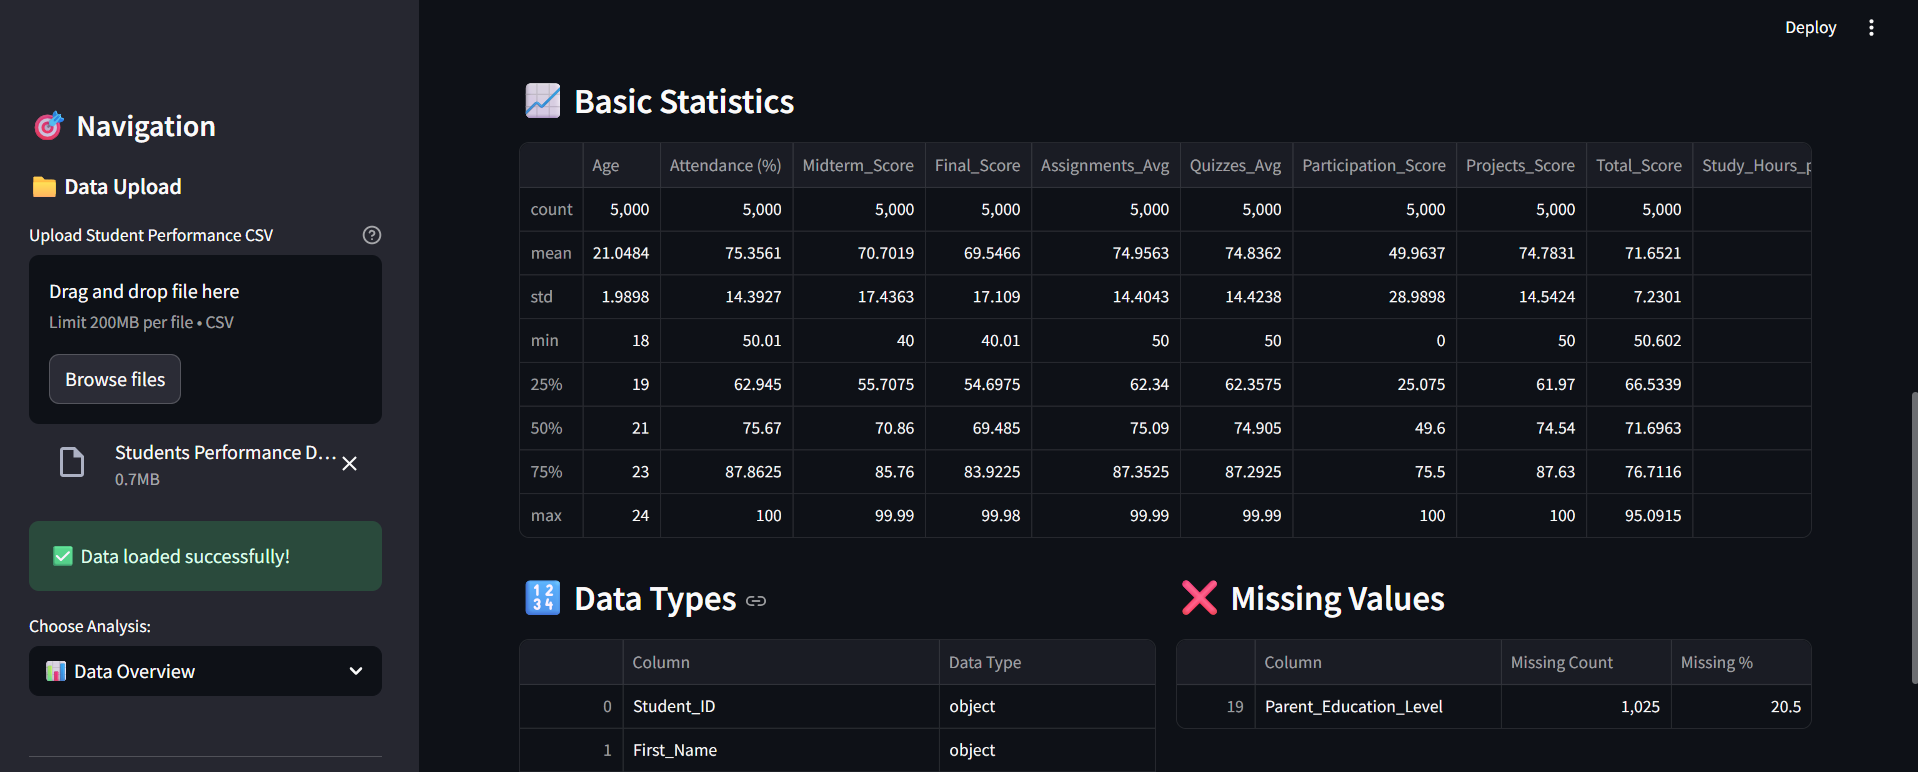 Deploy
Navigation
Data Upload
Upload Student Performance CSV
Drag and drop file here
Limit 200MB per file • CSV
Browse files
Students Performance D...
0.7MB
Data loaded successfully!
Choose Analysis:
Data Overview
Basic Statistics
Age Attendance (%) Midterm_Score Final_Score Assignments_Avg Quizzes_Avg Participation_Score Projects_Score Total_Score Study_Hours_p
count 5,000 5,000 5,000 5,000 5,000 5,000 5,000 5,000 5,000
mean 21.0484 75.3561 70.7019 69.5466 74.9563 74.8362 49.9637 74.7831 71.6521
std 1.9898 14.3927 17.4363 17.109 14.4043 14.4238 28.9898 14.5424 7.2301
min 18 50.01 40 40.01 50 50 0 50 50.602
25% 19 62.945 55.7075 54.6975 62.34 62.3575 25.075 61.97 66.5339
50% 21 75.67 70.86 69.485 75.09 74.905 49.6 74.54 71.6963
75% 23 87.8625 85.76 83.9225 87.3525 87.2925 75.5 87.63 76.7116
max 24 100 99.99 99.98 99.99 99.99 100 100 95.0915
Data Types
Column Data Type
0 Student_ID object
1 First_Name object
Missing Values
Column Missing Count Missing %
19 Parent_Education_Level 1,025 20.5